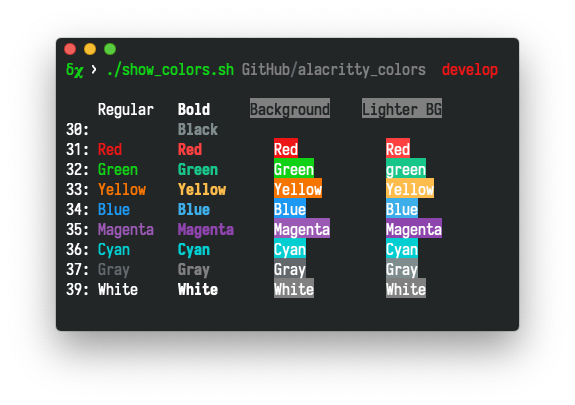 δχ › ./show_colors.sh GitHub/alacritty_colors develop
Regular Bold Background Lighter BG
30: Black
31: Red Red Red Red
32: Green Green Green green
33: Yellow Yellow Yellow Yellow
34: Blue Blue Blue Blue
35: Magenta Magenta Magenta Magenta
36: Cyan Cyan Cyan Cyan
37: Gray Gray Gray Gray
39: White White White White